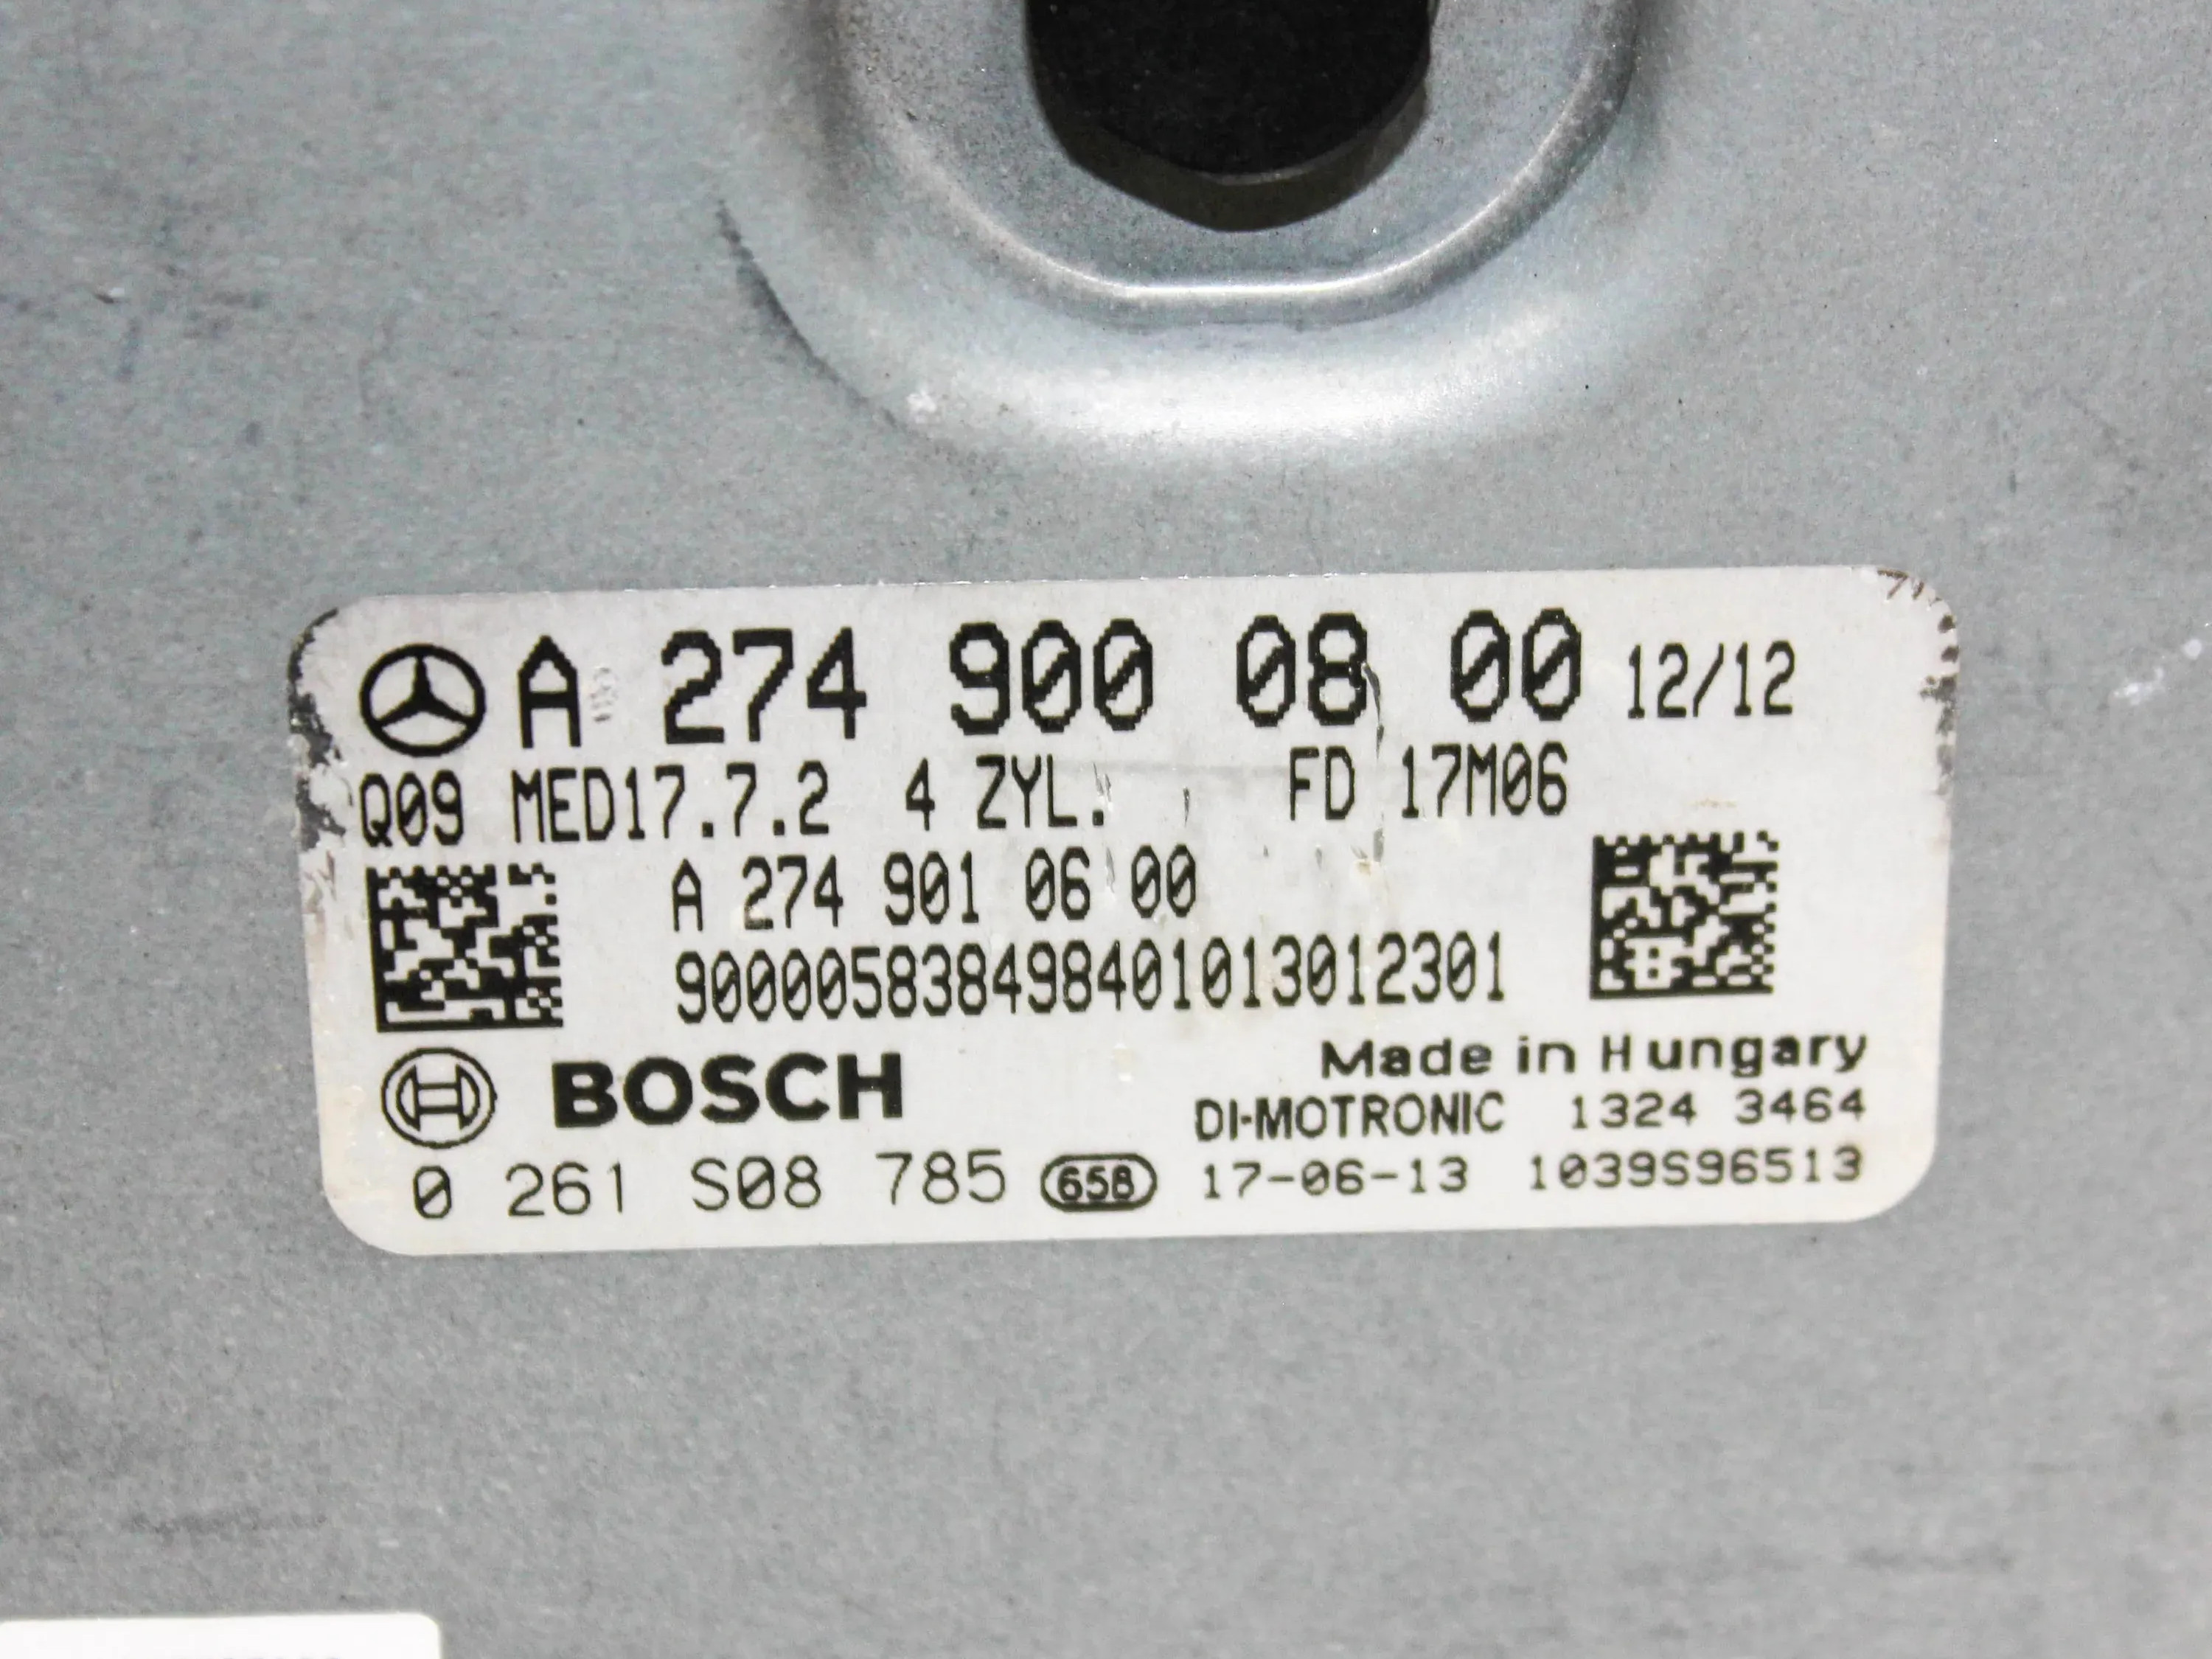 A 274 900 08 00 12/12
Q09 MED17.7.2 4 ZYL. FD 17M06
A 274 901 06 00
900005838498401013012301
BOSCH
Made in Hungary
DI-MOTRONIC 1324 3464
0 261 S08 785 658 17-06-13 1039S96513